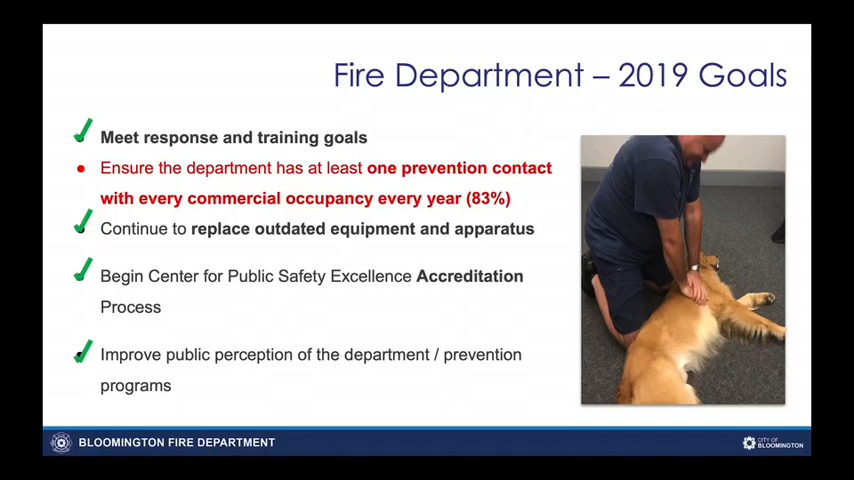 Fire Department – 2019 Goals
Meet response and training goals
Ensure the department has at least one prevention contact
with every commercial occupancy every year (83%)
Continue to replace outdated equipment and apparatus
Begin Center for Public Safety Excellence Accreditation
Process
Improve public perception of the department / prevention
programs
BLOOMINGTON FIRE DEPARTMENT
CITY OF
BLOOMINGTON